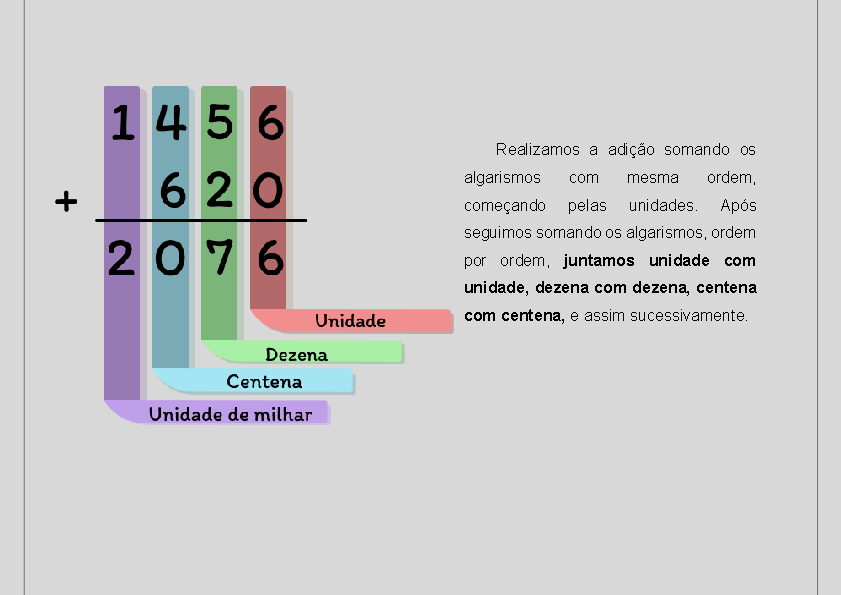 1 4 5 6
+ 6 2 0
2 0 7 6
Unidade
Dezena
Centena
Unidade de milhar
Realizamos a adição somando os
algarismos com mesma ordem,
começando pelas unidades. Após
seguimos somando os algarismos, ordem
por ordem, juntamos unidade com
unidade, dezena com dezena, centena
com centena, e assim sucessivamente.